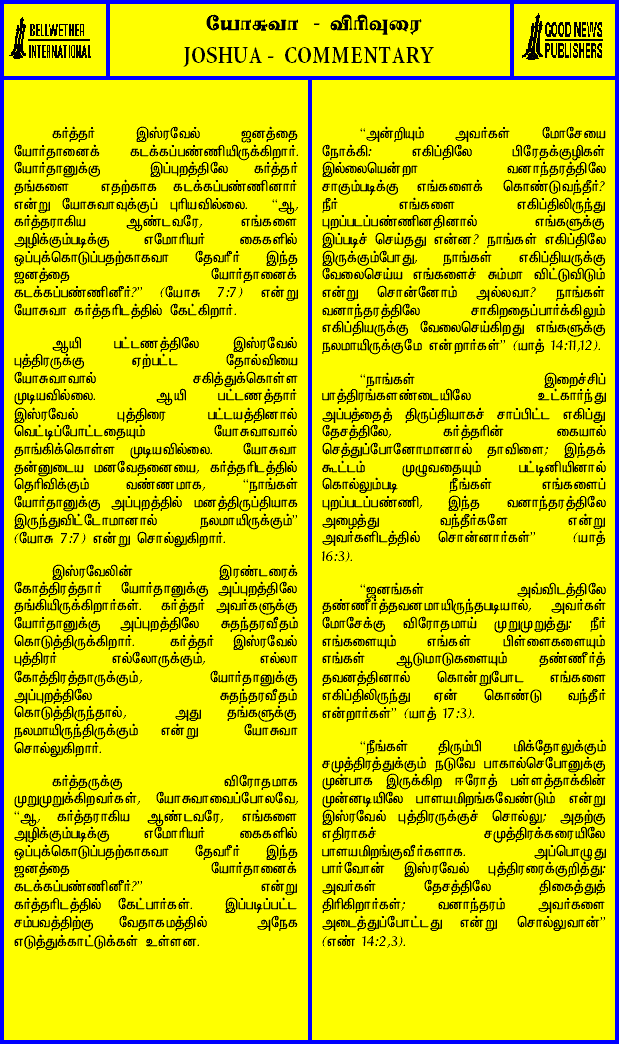 BELLWETHER
INTERNATIONAL
யோசுவா - விரிவுரை
JOSHUA - COMMENTARY
GOOD NEWS
PUBLISHERS
கர்த்தர் இஸ்ரவேல் ஜனத்தை
யோர்தானைக் கடக்கப்பண்ணியிருக்கிறார்.
யோர்தானுக்கு இப்புறத்திலே கர்த்தர்
தங்களை எதற்காக கடக்கப்பண்ணினார்
என்று யோசுவாவுக்குப் புரியவில்லை. “ஆ,
கர்த்தராகிய ஆண்டவரே, எங்களை
அழிக்கும்படிக்கு எமோரியர் கைகளில்
ஒப்புக்கொடுப்பதற்காகவா தேவரீர் இந்த
ஜனத்தை யோர்தானைக்
கடக்கப்பண்ணினீர்?” (யோசு 7:7) என்று
யோசுவா கர்த்தரிடத்தில் கேட்கிறார்.
ஆயி பட்டணத்திலே இஸ்ரவேல்
புத்திரருக்கு ஏற்பட்ட தோல்வியை
யோசுவாவால் சகித்துக்கொள்ள
முடியவில்லை. ஆயி பட்டணத்தார்
இஸ்ரவேல் புத்திரை பட்டயத்தினால்
வெட்டிப்போட்டதையும் யோசுவாவால்
தாங்கிக்கொள்ள முடியவில்லை. யோசுவா
தன்னுடைய மனவேதனையை, கர்த்தரிடத்தில்
தெரிவிக்கும் வண்ணமாக, “நாங்கள்
யோர்தானுக்கு அப்புறத்தில் மனத்திருப்தியாக
இருந்துவிட்டோமானால் நலமாயிருக்கும்”
(யோசு 7:7) என்று சொல்லுகிறார்.
இஸ்ரவேலின் இரண்டரைக்
கோத்திரத்தார் யோர்தானுக்கு அப்புறத்திலே
தங்கியிருக்கிறார்கள். கர்த்தர் அவர்களுக்கு
யோர்தானுக்கு அப்புறத்திலே சுதந்தரவீதம்
கொடுத்திருக்கிறார். கர்த்தர் இஸ்ரவேல்
புத்திரர் எல்லோருக்கும், எல்லா
கோத்திரத்தாருக்கும், யோர்தானுக்கு
அப்புறத்திலே சுதந்தரவீதம்
கொடுத்திருந்தால், அது தங்களுக்கு
நலமாயிருந்திருக்கும் என்று யோசுவா
சொல்லுகிறார்.
கர்த்தருக்கு விரோதமாக
முறுமுறுக்கிறவர்கள், யோசுவாவைப்போலவே,
“ஆ, கர்த்தராகிய ஆண்டவரே, எங்களை
அழிக்கும்படிக்கு எமோரியர் கைகளில்
ஒப்புக்கொடுப்பதற்காகவா தேவரீர் இந்த
ஜனத்தை யோர்தானைக்
கடக்கப்பண்ணினீர்?” என்று
கர்த்தரிடத்தில் கேட்பார்கள். இப்படிப்பட்ட
சம்பவத்திற்கு வேதாகமத்தில் அநேக
எடுத்துக்காட்டுக்கள் உள்ளன.
“அன்றியும் அவர்கள் மோசேயை
நோக்கி: எகிப்திலே பிரேதக்குழிகள்
இல்லையென்றா வனாந்தரத்திலே
சாகும்படிக்கு எங்களைக் கொண்டுவந்தீர்?
நீர் எங்களை எகிப்திலிருந்து
புறப்படப்பண்ணினதினால் எங்களுக்கு
இப்படிச் செய்தது என்ன? நாங்கள் எகிப்திலே
இருக்கும்போது, நாங்கள் எகிப்தியருக்கு
வேலைசெய்ய எங்களைச் சும்மா விட்டுவிடும்
என்று சொன்னோம் அல்லவா? நாங்கள்
வனாந்தரத்திலே சாகிறதைப்பார்க்கிலும்
எகிப்தியருக்கு வேலைசெய்கிறது எங்களுக்கு
நலமாயிருக்குமே என்றார்கள்” (யாத் 14:11,12).
“நாங்கள் இறைச்சிப்
பாத்திரங்களண்டையிலே உட்கார்ந்து
அப்பத்தைத் திருப்தியாகச் சாப்பிட்ட எகிப்து
தேசத்திலே, கர்த்தரின் கையால்
செத்துப்போனோமானால் தாவிளை; இந்தக்
கூட்டம் முழுவதையும் பட்டினியினால்
கொல்லும்படி நீங்கள் எங்களைப்
புறப்படப்பண்ணி, இந்த வனாந்தரத்திலே
அழைத்து வந்தீர்களே என்று
அவர்களிடத்தில் சொன்னார்கள்” (யாத்
16:3).
“ஜனங்கள் அவ்விடத்திலே
தண்ணீர்த்தவனமாயிருந்தபடியால், அவர்கள்
மோசேக்கு விரோதமாய் முறுமுறுத்து: நீர்
எங்களையும் எங்கள் பிள்ளைகளையும்
எங்கள் ஆடுமாடுகளையும் தண்ணீர்த்
தவனத்தினால் கொன்றுபோட எங்களை
எகிப்திலிருந்து ஏன் கொண்டு வந்தீர்
என்றார்கள்” (யாத் 17:3).
“நீங்கள் திரும்பி மிக்தோலுக்கும்
சமுத்திரத்துக்கும் நடுவே பாகால்செபோனுக்கு
முன்பாக இருக்கிற ஈரோத் பள்ளத்தாக்கின்
முன்னடியிலே பாளயமிறங்கவேண்டும் என்று
இஸ்ரவேல் புத்திரருக்குச் சொல்லு; அதற்கு
எதிராகச் சமுத்திரக்கரையிலே
பாளயமிறங்குவீர்களாக. அப்பொழுது
பார்வோன் இஸ்ரவேல் புத்திரரைக்குறித்து:
அவர்கள் தேசத்திலே திகைத்துத்
திரிகிறார்கள்; வனாந்தரம் அவர்களை
அடைத்துப்போட்டது என்று சொல்லுவான்”
(எண் 14:2,3).